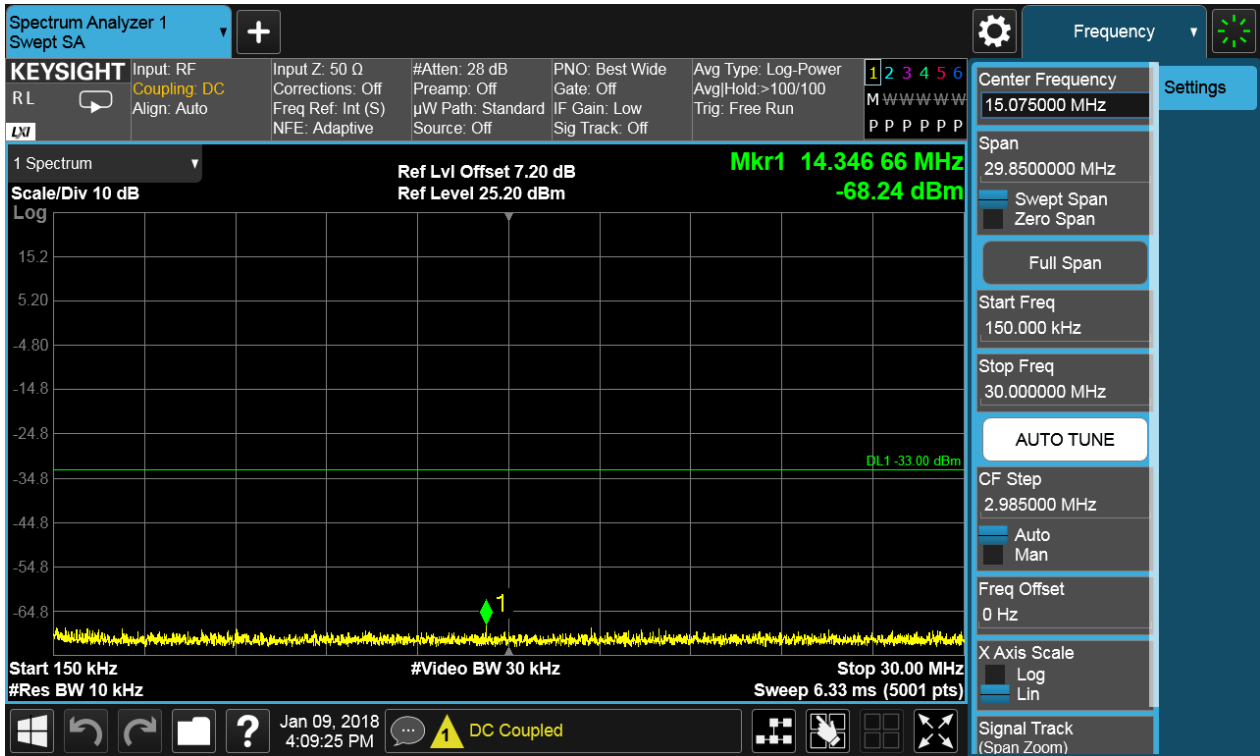 Spectrum Analyzer 1
Swept SA
Frequency
KEYSIGHT
R L
LXI
Input: RF
Coupling: DC
Align: Auto
Input Z: 50 Ω
Corrections: Off
Freq Ref: Int (S)
NFE: Adaptive
#Atten: 28 dB
Preamp: Off
µW Path: Standard
Source: Off
PNO: Best Wide
Gate: Off
IF Gain: Low
Sig Track: Off
Avg Type: Log-Power
Avg|Hold:>100/100
Trig: Free Run
1 2 3 4 5 6
M W W W W W
P P P P P P
1 Spectrum
Scale/Div 10 dB
Log
Ref Lvl Offset 7.20 dB
Ref Level 25.20 dBm
Mkr1 14.346 66 MHz
-68.24 dBm
15.2
5.20
-4.80
-14.8
-24.8
-34.8
-44.8
-54.8
-64.8
DL1 -33.00 dBm
1
Start 150 kHz
#Res BW 10 kHz
#Video BW 30 kHz
Stop 30.00 MHz
Sweep 6.33 ms (5001 pts)
Center Frequency
15.075000 MHz
Span
29.8500000 MHz
Swept Span
Zero Span
Full Span
Start Freq
150.000 kHz
Stop Freq
30.000000 MHz
AUTO TUNE
CF Step
2.985000 MHz
Auto
Man
Freq Offset
0 Hz
X Axis Scale
Log
Lin
Signal Track
(Span Zoom)
Settings
?
Jan 09, 2018
4:09:25 PM
1
DC Coupled